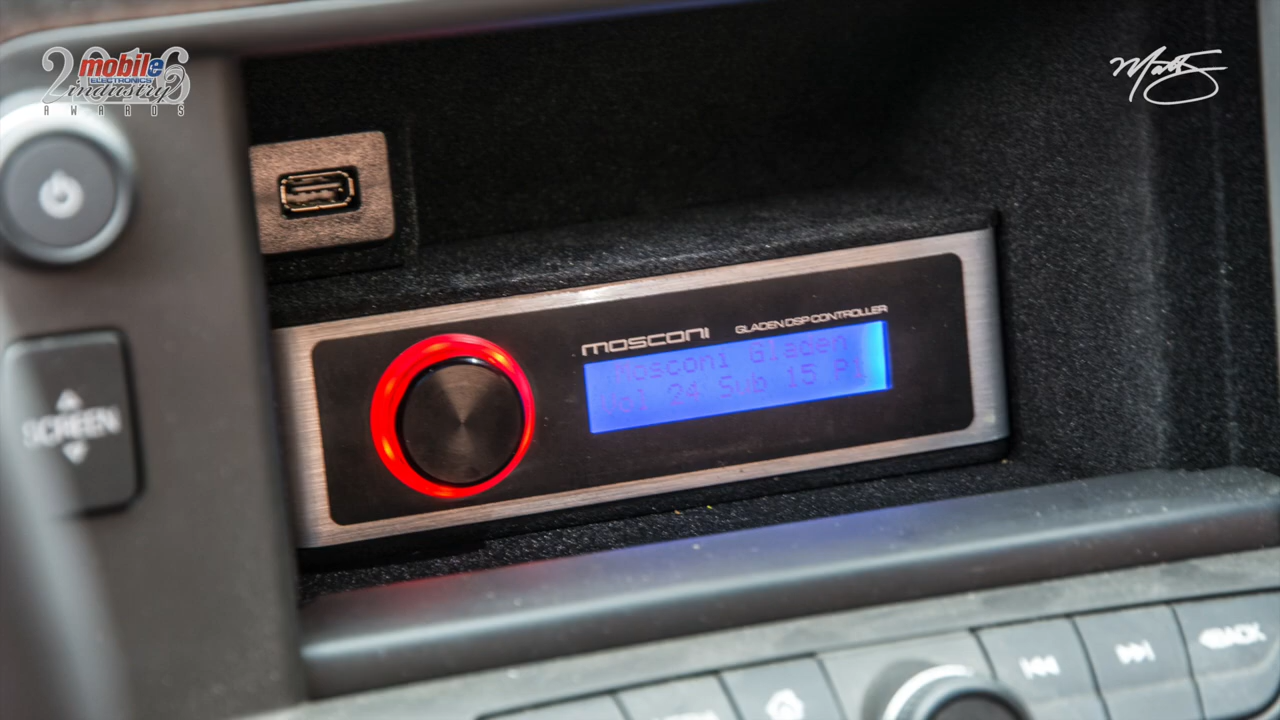 2016
mobile
ELECTRONICS
industry
AWARDS
SCREEN
MOSCONI GLADEN DSP CONTROLLER
Mosconi Gladen
Vol 24 Sub 15 P1
BACK